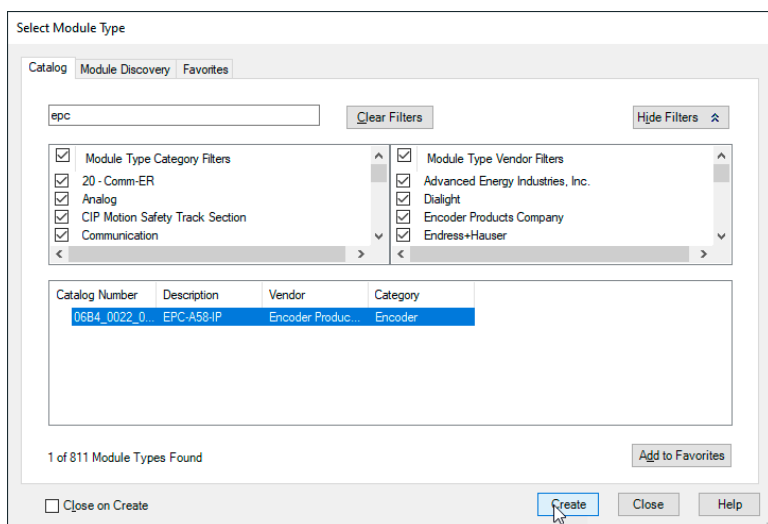 Select Module Type
Catalog Module Discovery Favorites
epc Clear Filters Hide Filters
Module Type Category Filters
20 - Comm-ER
Analog
CIP Motion Safety Track Section
Communication
Module Type Vendor Filters
Advanced Energy Industries, Inc.
Dialight
Encoder Products Company
Endress+Hauser
Catalog Number Description Vendor Category
06B4_0022_0... EPC-A58-IP Encoder Produc... Encoder
1 of 811 Module Types Found Add to Favorites
Close on Create Create Close Help